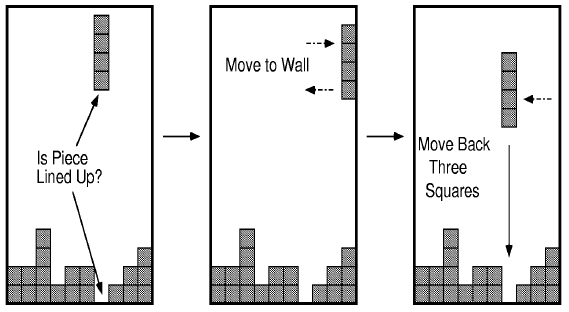 Is Piece
Lined Up?
Move to Wall
Move Back
Three
Squares